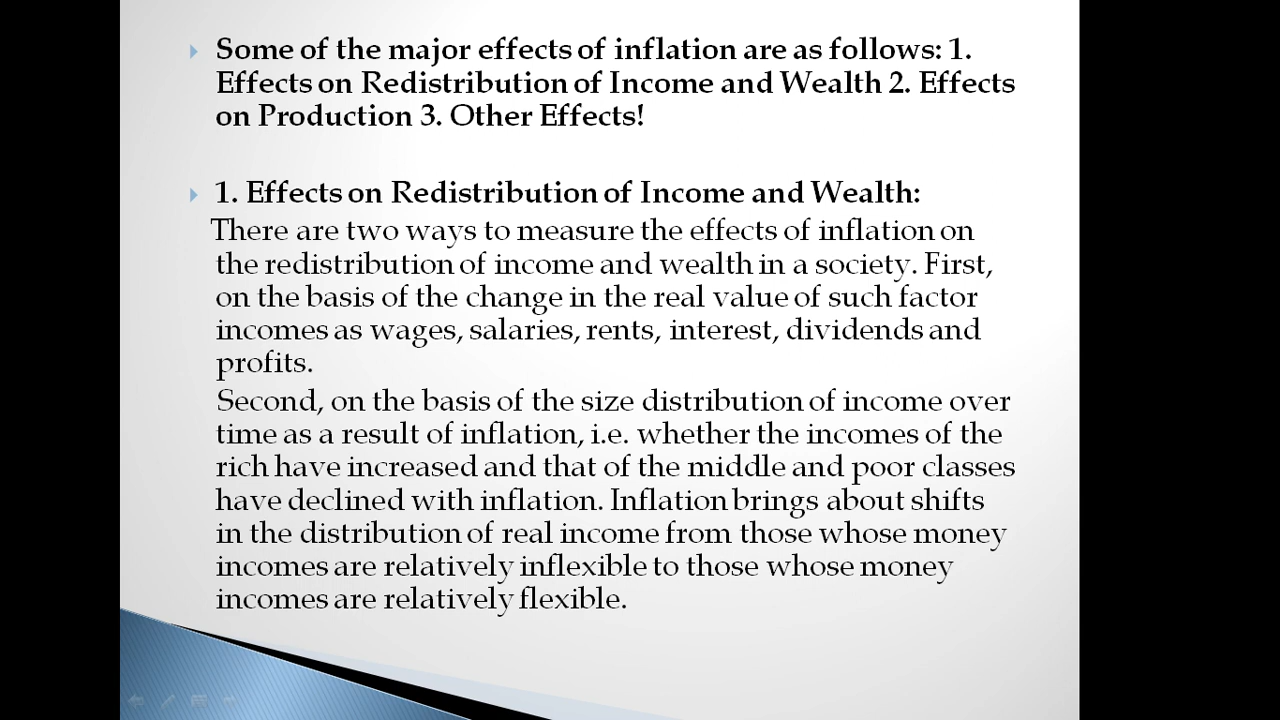 Some of the major effects of inflation are as follows: 1.
Effects on Redistribution of Income and Wealth 2. Effects
on Production 3. Other Effects!
1. Effects on Redistribution of Income and Wealth:
There are two ways to measure the effects of inflation on
the redistribution of income and wealth in a society. First,
on the basis of the change in the real value of such factor
incomes as wages, salaries, rents, interest, dividends and
profits.
Second, on the basis of the size distribution of income over
time as a result of inflation, i.e. whether the incomes of the
rich have increased and that of the middle and poor classes
have declined with inflation. Inflation brings about shifts
in the distribution of real income from those whose money
incomes are relatively inflexible to those whose money
incomes are relatively flexible.